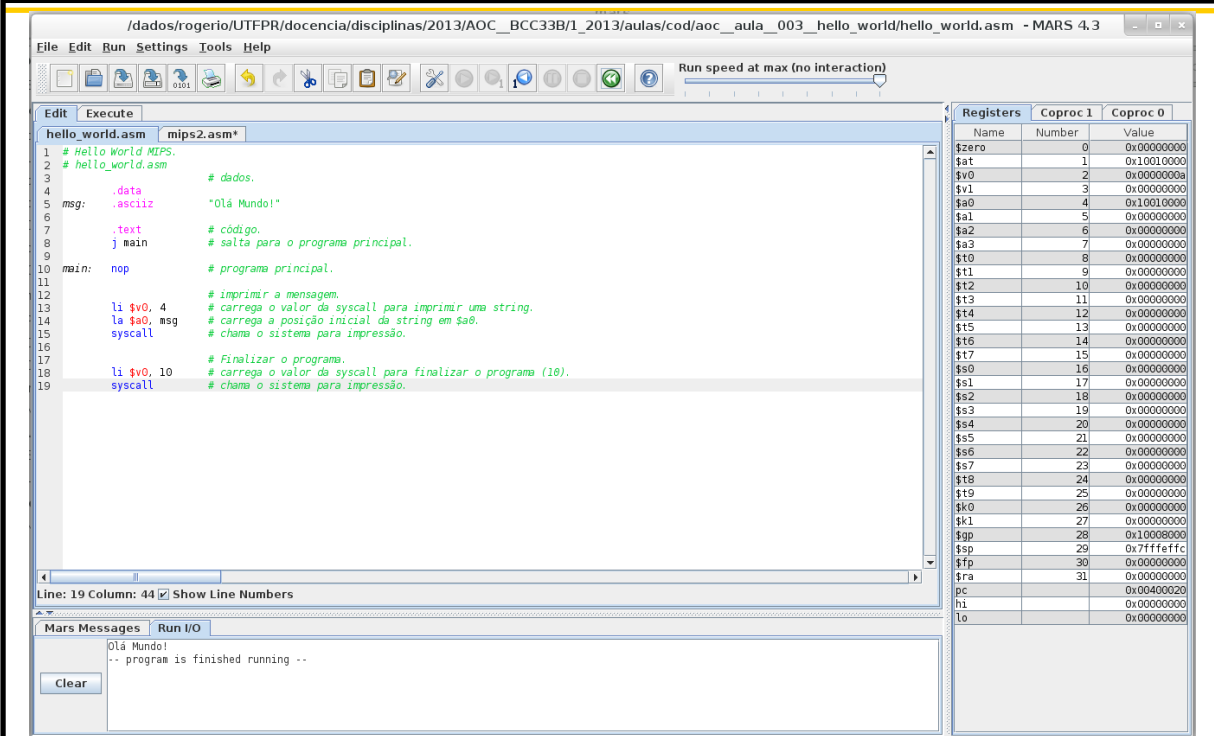 /dados/rogerio/UTFPR/docencia/disciplinas/2013/AOC__BCC33B/1_2013/aulas/cod/aoc__aula__003__hello_world/hello_world.asm - MARS 4.3
File Edit Run Settings Tools Help
Run speed at max (no interaction)
Edit Execute
hello_world.asm mips2.asm*
1 # Hello World MIPS.
2 # hello_world.asm
3 # dados.
4 .data
5 msg: .asciiz "Olá Mundo!"
6
7 .text # código.
8 j main # salta para o programa principal.
9
10 main: nop # programa principal.
11
12 # imprimir a mensagem.
13 li $v0, 4 # carrega o valor da syscall para imprimir uma string.
14 la $a0, msg # carrega a posição inicial da string em $a0.
15 syscall # chama o sistema para impressão.
16
17 # Finalizar o programa.
18 li $v0, 10 # carrega o valor da syscall para finalizar o programa (10).
19 syscall # chama o sistema para impressão.
Line: 19 Column: 44 Show Line Numbers
Mars Messages Run I/O
Olá Mundo!
-- program is finished running --
Clear
Registers Coproc 1 Coproc 0
Name Number Value
$zero 0 0x00000000
$at 1 0x10010000
$v0 2 0x0000000a
$v1 3 0x00000000
$a0 4 0x10010000
$a1 5 0x00000000
$a2 6 0x00000000
$a3 7 0x00000000
$t0 8 0x00000000
$t1 9 0x00000000
$t2 10 0x00000000
$t3 11 0x00000000
$t4 12 0x00000000
$t5 13 0x00000000
$t6 14 0x00000000
$t7 15 0x00000000
$s0 16 0x00000000
$s1 17 0x00000000
$s2 18 0x00000000
$s3 19 0x00000000
$s4 20 0x00000000
$s5 21 0x00000000
$s6 22 0x00000000
$s7 23 0x00000000
$t8 24 0x00000000
$t9 25 0x00000000
$k0 26 0x00000000
$k1 27 0x00000000
$gp 28 0x10008000
$sp 29 0x7fffeffc
$fp 30 0x00000000
$ra 31 0x00000000
pc 0x00400020
hi 0x00000000
lo 0x00000000